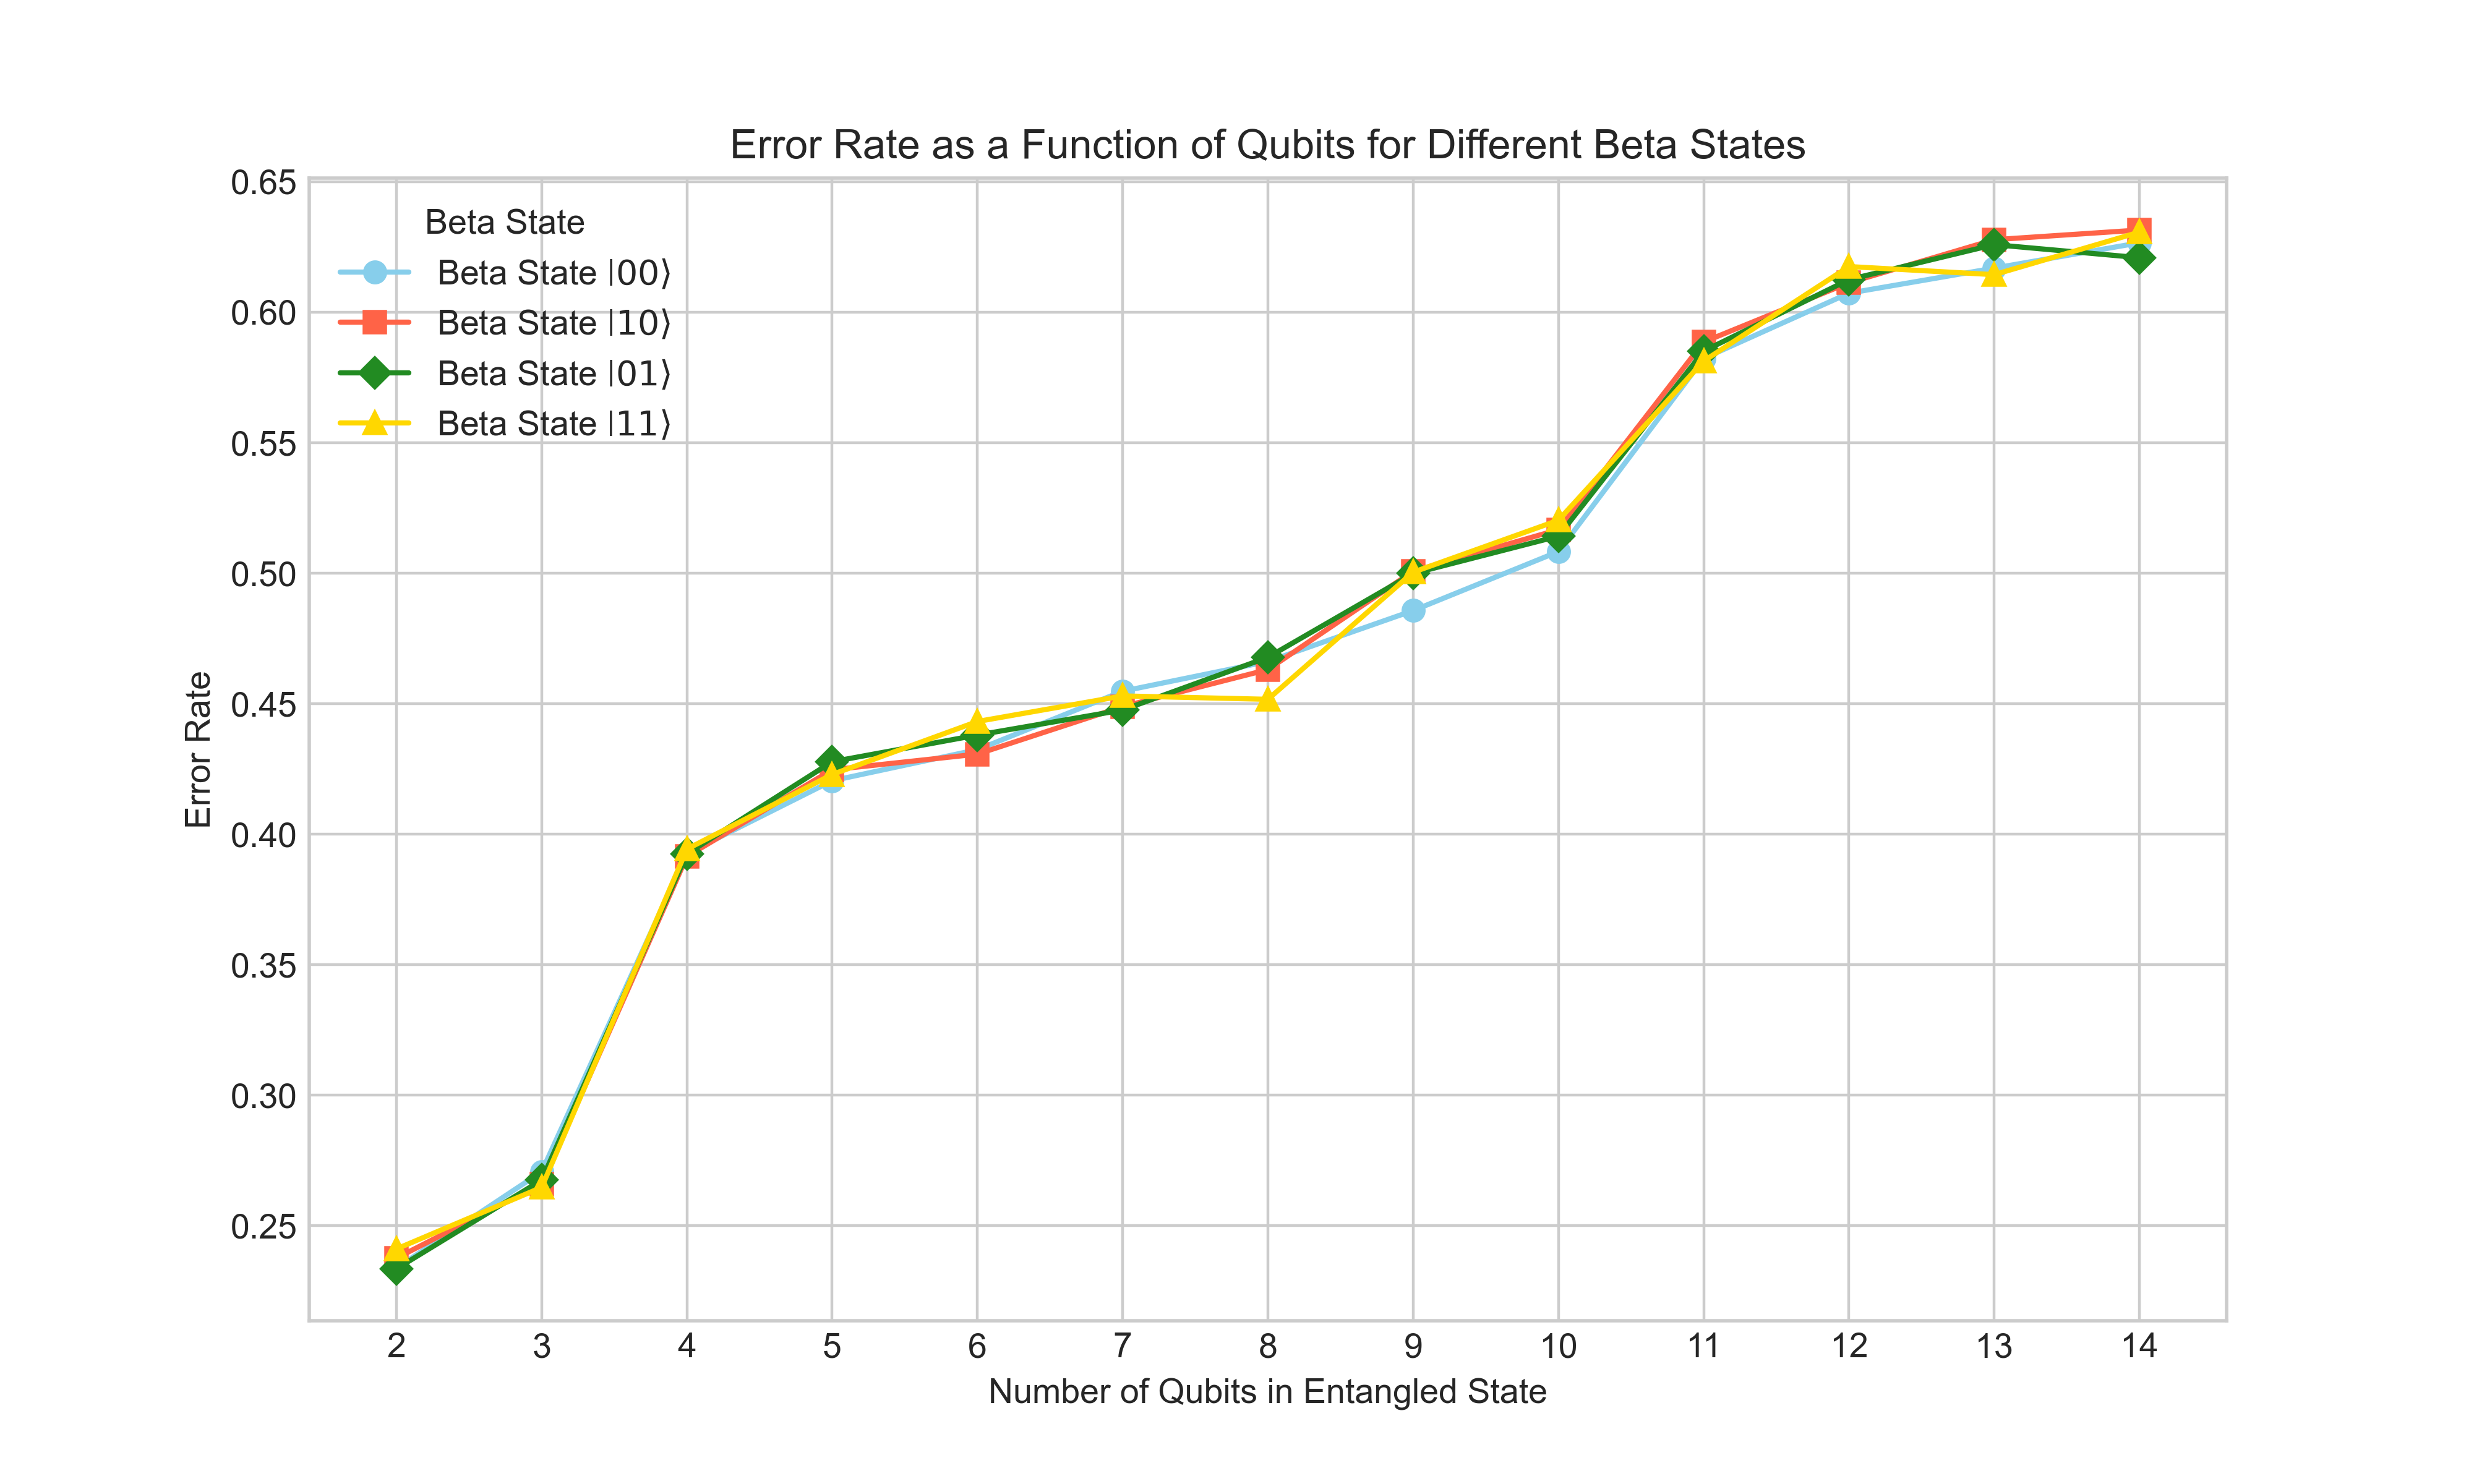 Error Rate as a Function of Qubits for Different Beta States
Beta State
Beta State |00⟩
Beta State |10⟩
Beta State |01⟩
Beta State |11⟩
Error Rate
0.65
0.60
0.55
0.50
0.45
0.40
0.35
0.30
0.25
2 3 4 5 6 7 8 9 10 11 12 13 14
Number of Qubits in Entangled State